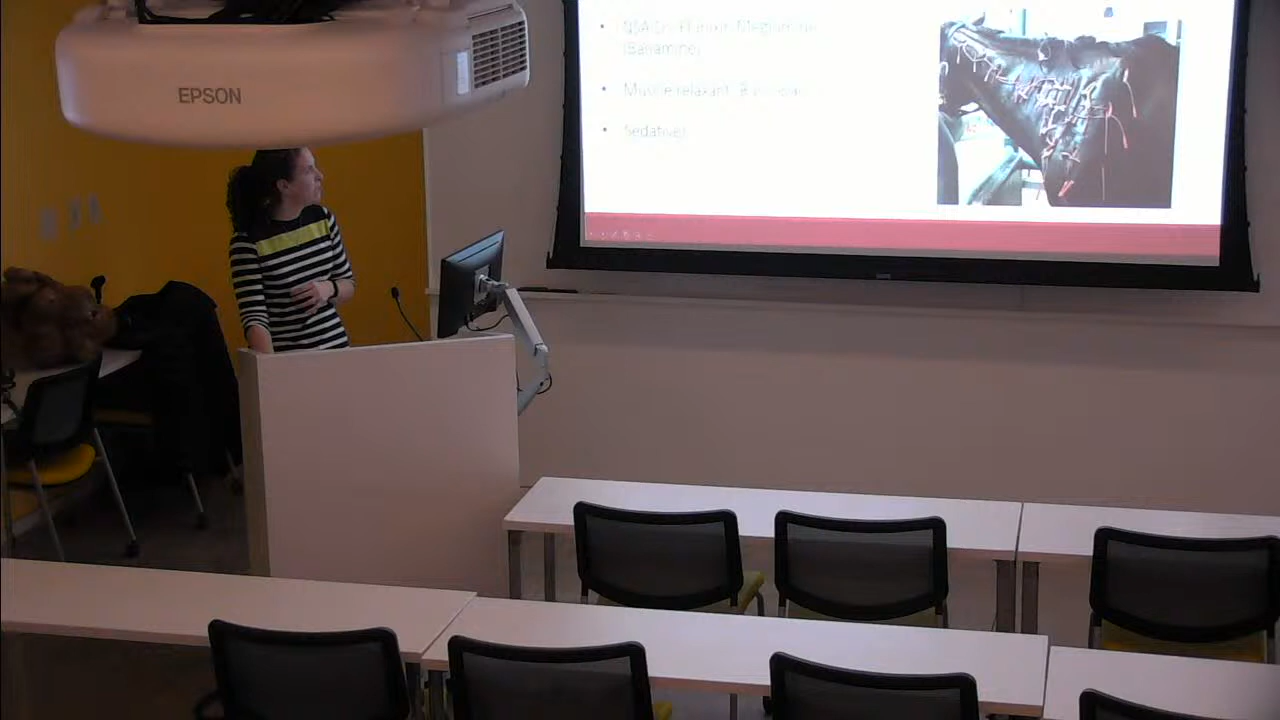 EPSON
• NSAIDs: Flunixin Meglumine
(Banamine)
• Muscle relaxant:
• Sedatives